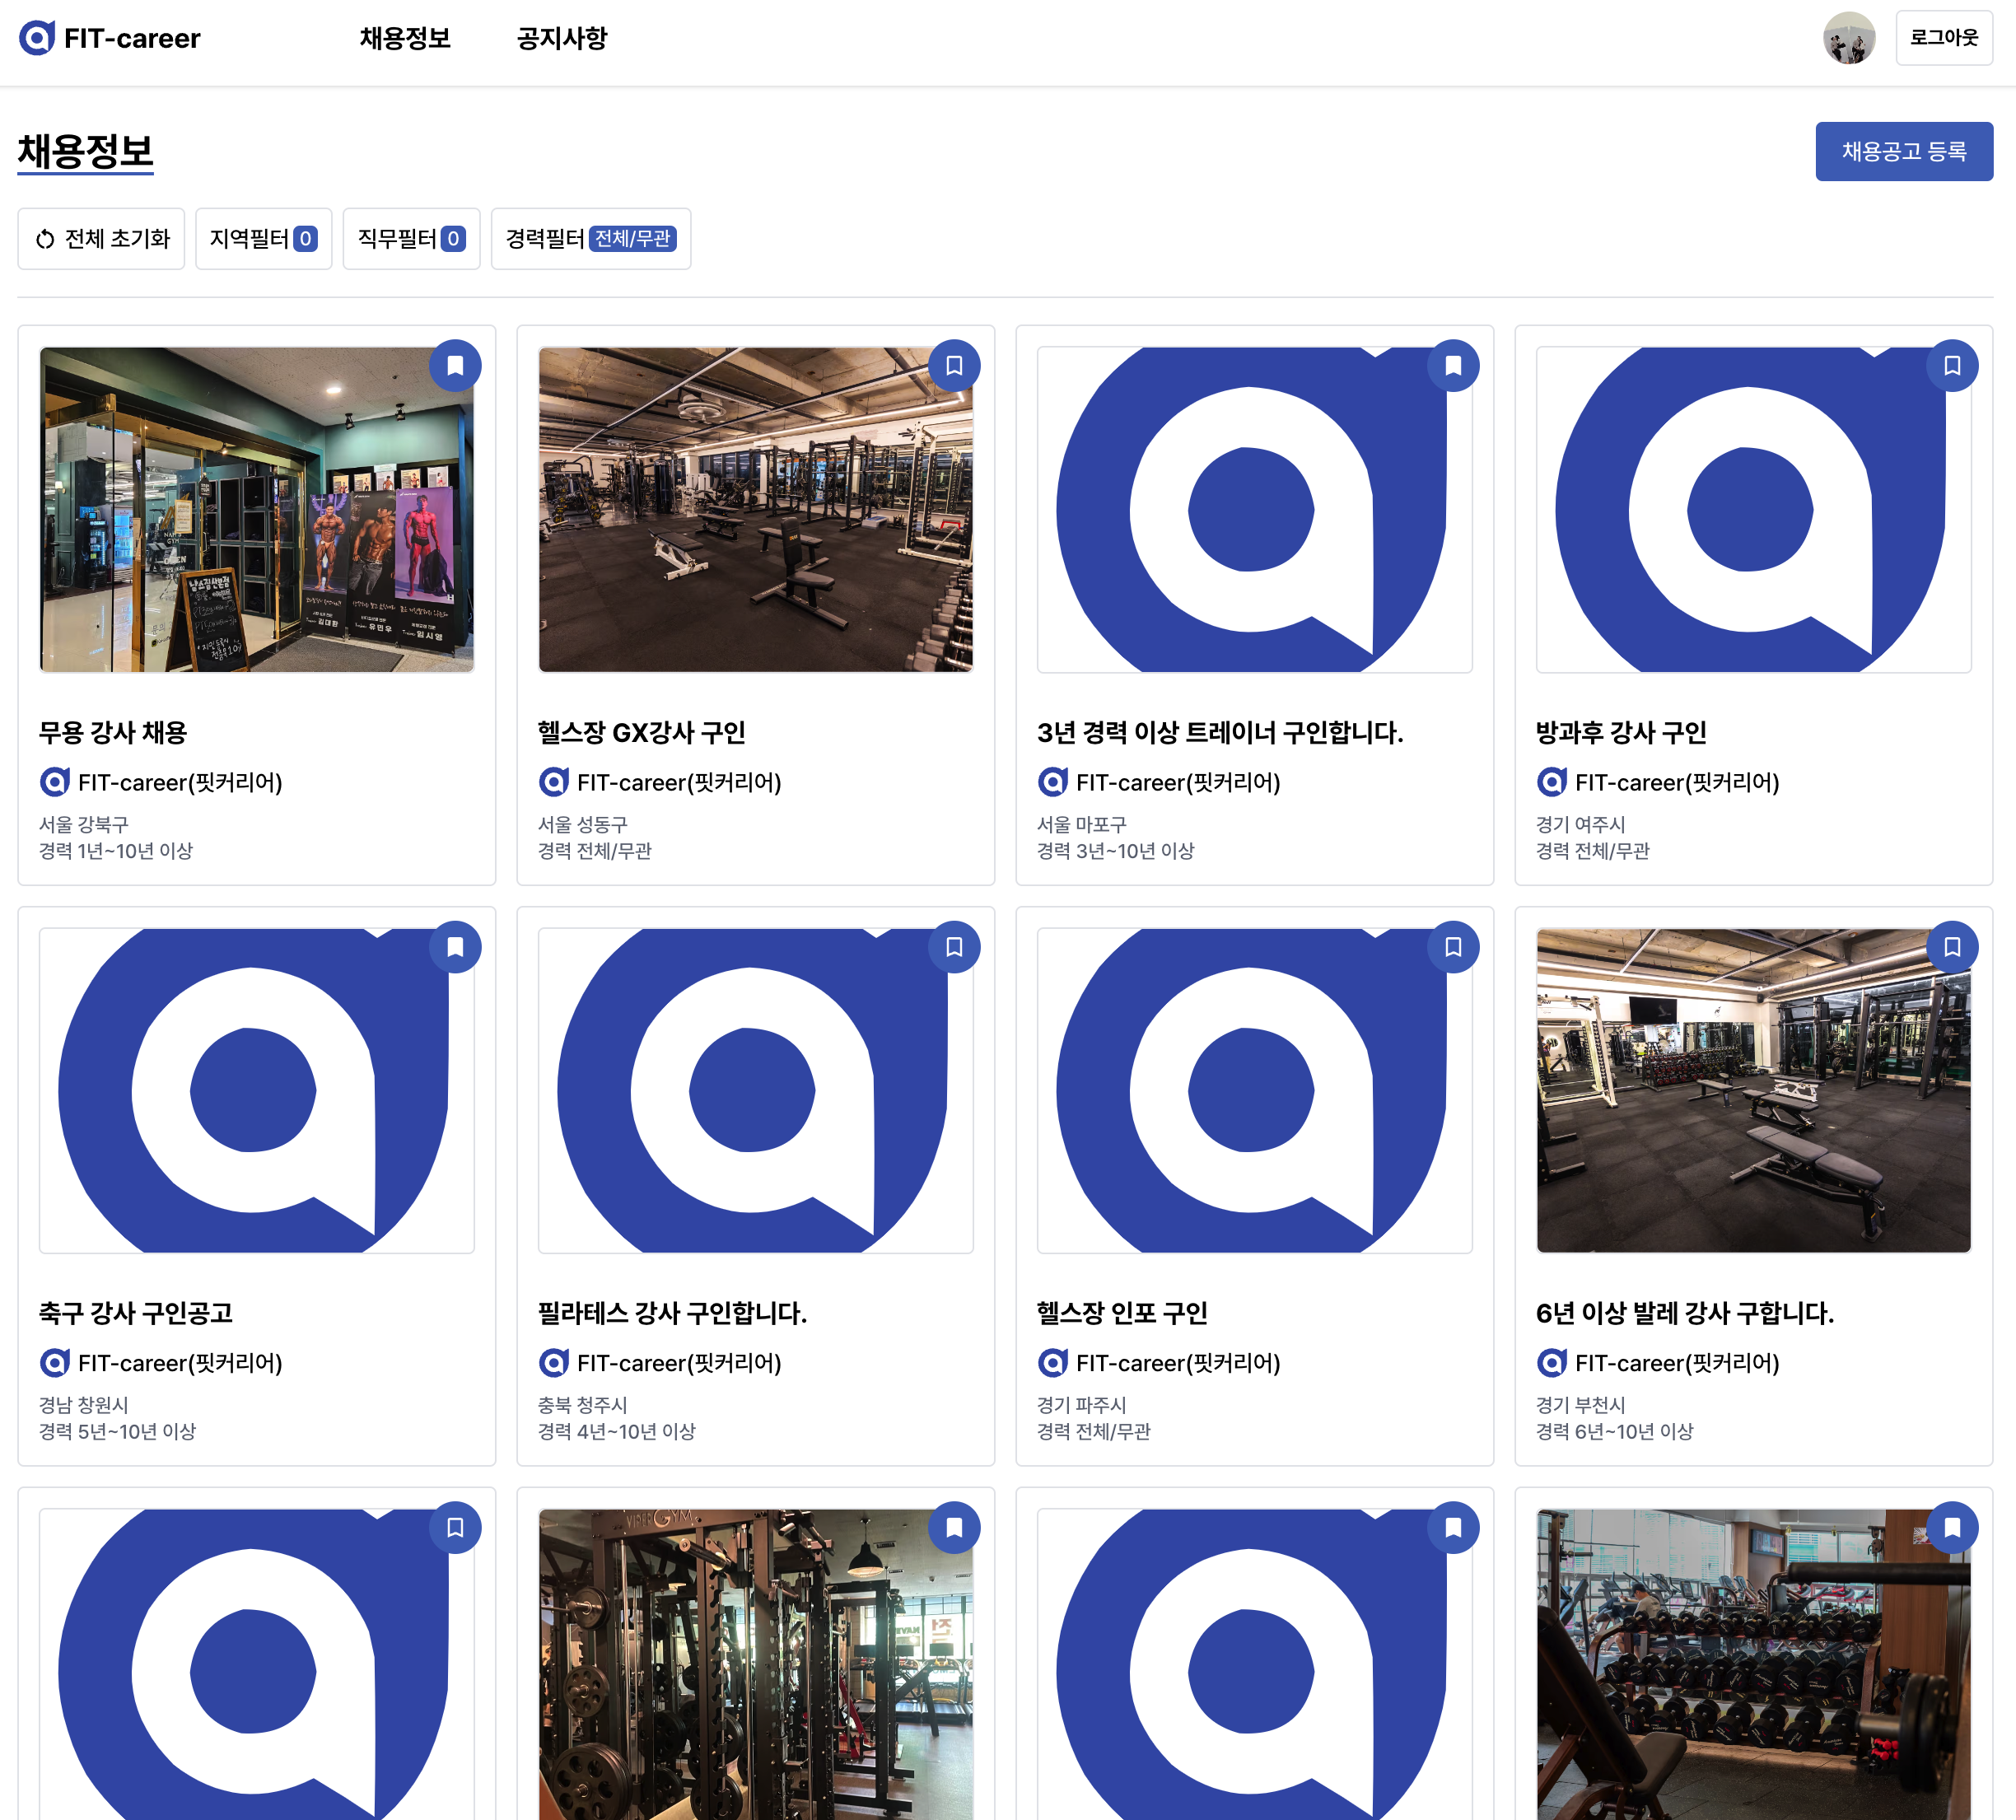 FIT-career
채용정보
공지사항
로그아웃
채용정보
채용공고 등록
전체 초기화
지역필터 0
직무필터 0
경력필터 전체/무관
김대환
유민우
임시영
무용 강사 채용
FIT-career(핏커리어)
서울 강북구
경력 1년~10년 이상
헬스장 GX강사 구인
FIT-career(핏커리어)
서울 성동구
경력 전체/무관
3년 경력 이상 트레이너 구인합니다.
FIT-career(핏커리어)
서울 마포구
경력 3년~10년 이상
방과후 강사 구인
FIT-career(핏커리어)
경기 여주시
경력 전체/무관
축구 강사 구인공고
FIT-career(핏커리어)
경남 창원시
경력 5년~10년 이상
필라테스 강사 구인합니다.
FIT-career(핏커리어)
충북 청주시
경력 4년~10년 이상
헬스장 인포 구인
FIT-career(핏커리어)
경기 파주시
경력 전체/무관
6년 이상 발레 강사 구합니다.
FIT-career(핏커리어)
경기 부천시
경력 6년~10년 이상
VIPER GYM